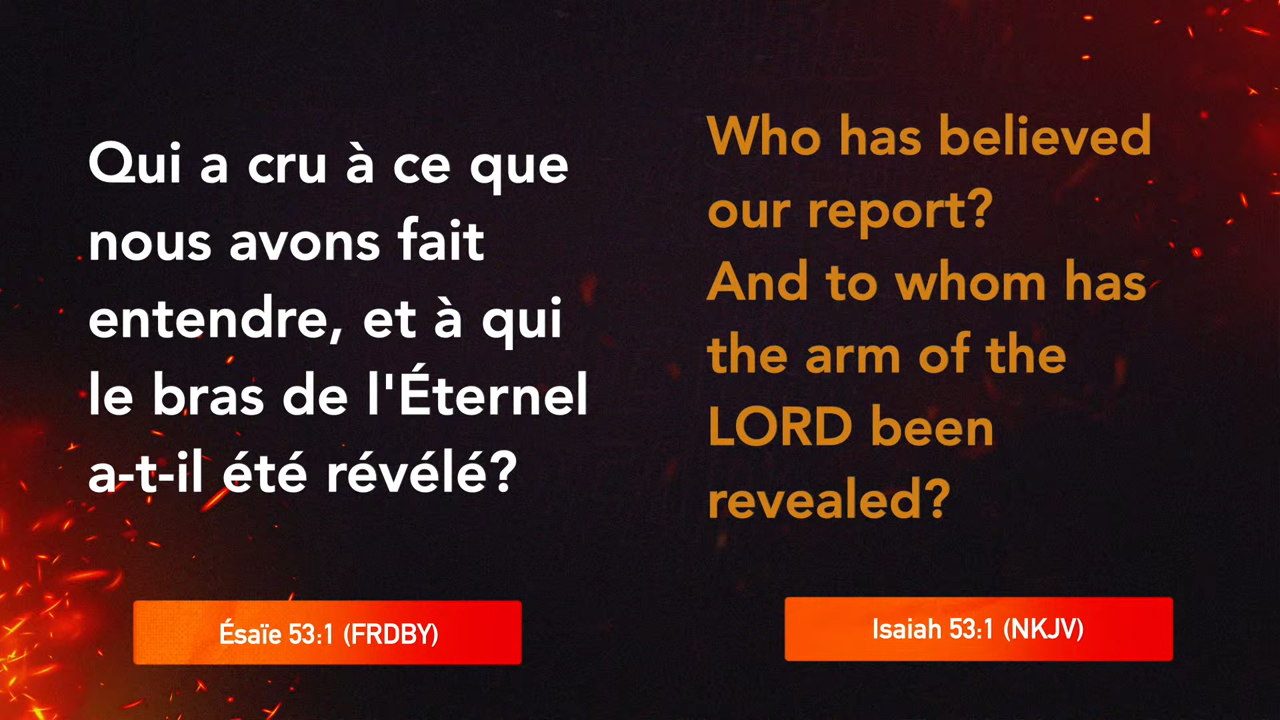 Qui a cru à ce que
nous avons fait
entendre, et à qui
le bras de l'Éternel
a-t-il été révélé?
Ésaïe 53:1 (FRDBY)
Who has believed
our report?
And to whom has
the arm of the
LORD been
revealed?
Isaiah 53:1 (NKJV)